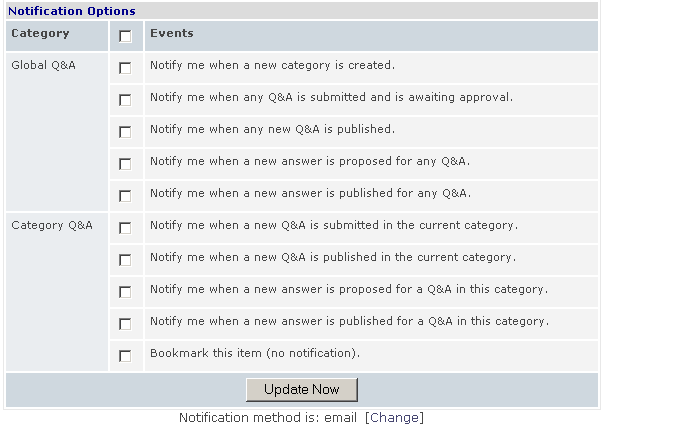 Notification Options
Category Events
Global Q&A Notify me when a new category is created.
Notify me when any Q&A is submitted and is awaiting approval.
Notify me when any new Q&A is published.
Notify me when a new answer is proposed for any Q&A.
Notify me when a new answer is published for any Q&A.
Category Q&A Notify me when a new Q&A is submitted in the current category.
Notify me when a new Q&A is published in the current category.
Notify me when a new answer is proposed for a Q&A in this category.
Notify me when a new answer is published for a Q&A in this category.
Bookmark this item (no notification).
Update Now
Notification method is: email [Change]